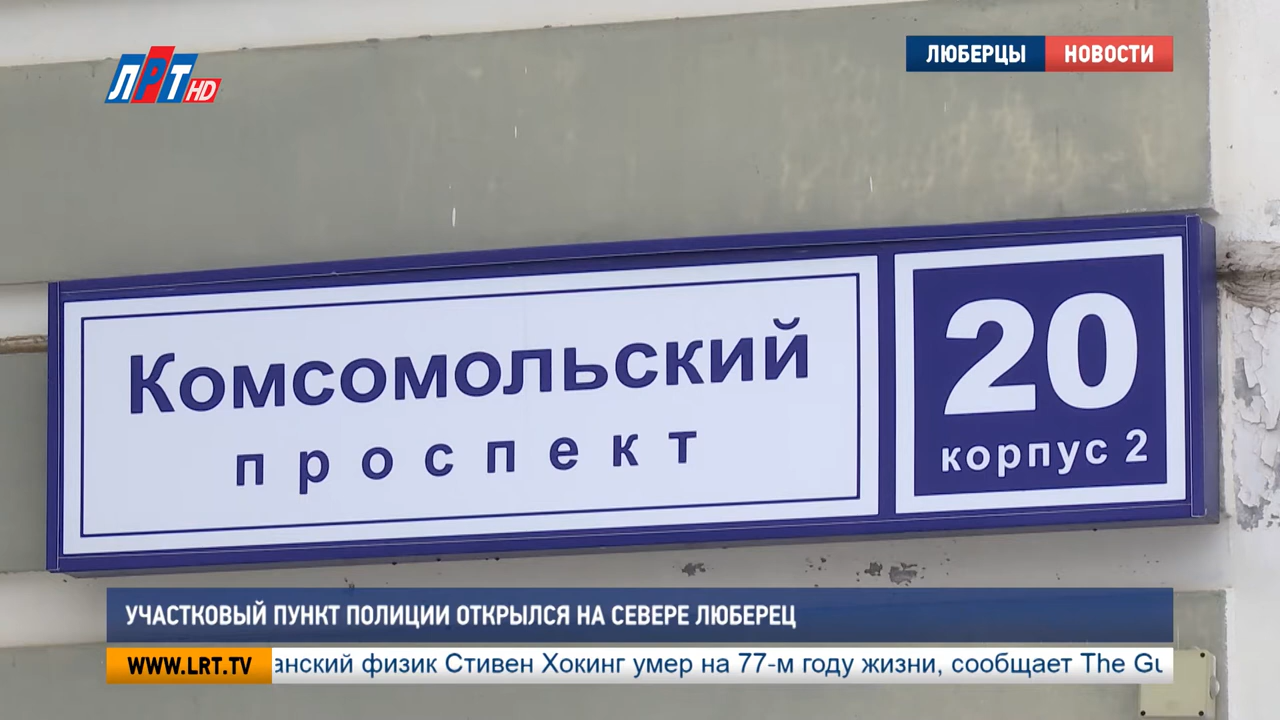 ЛРТ HD
ЛЮБЕРЦЫ НОВОСТИ
Комсомольский
проспект
20
корпус 2
УЧАСТКОВЫЙ ПУНКТ ПОЛИЦИИ ОТКРЫЛСЯ НА СЕВЕРЕ ЛЮБЕРЕЦ
WWW.LRT.TV
физик Стивен Хокинг умер на 77-м году жизни, сообщает The